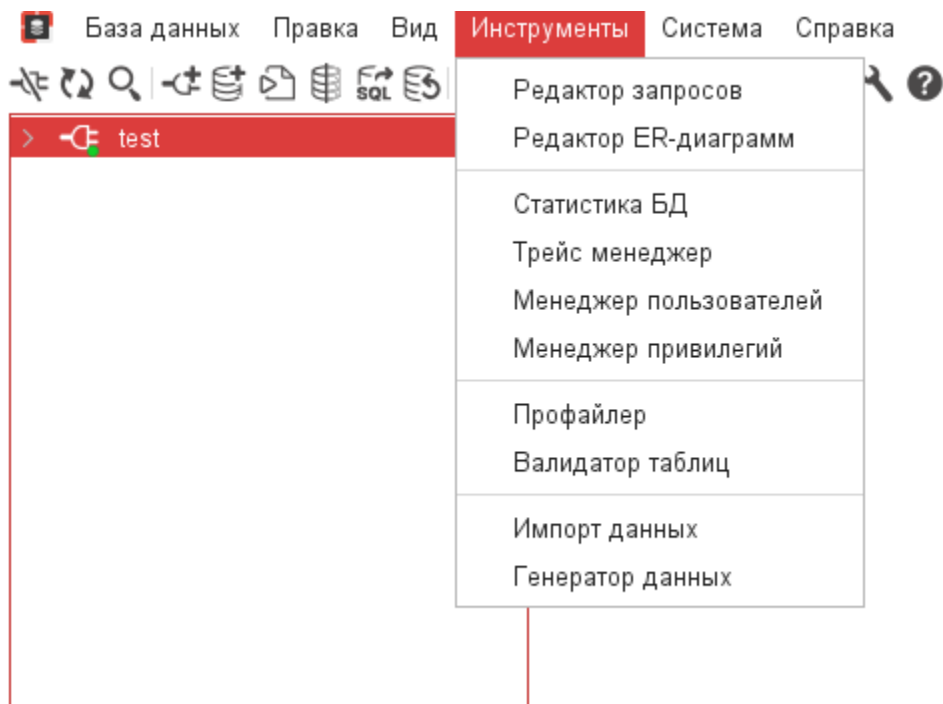 База данных Правка Вид Инструменты Система Справка
SQL
test
Редактор запросов
Редактор ER-диаграмм
Статистика БД
Трейс менеджер
Менеджер пользователей
Менеджер привилегий
Профайлер
Валидатор таблиц
Импорт данных
Генератор данных